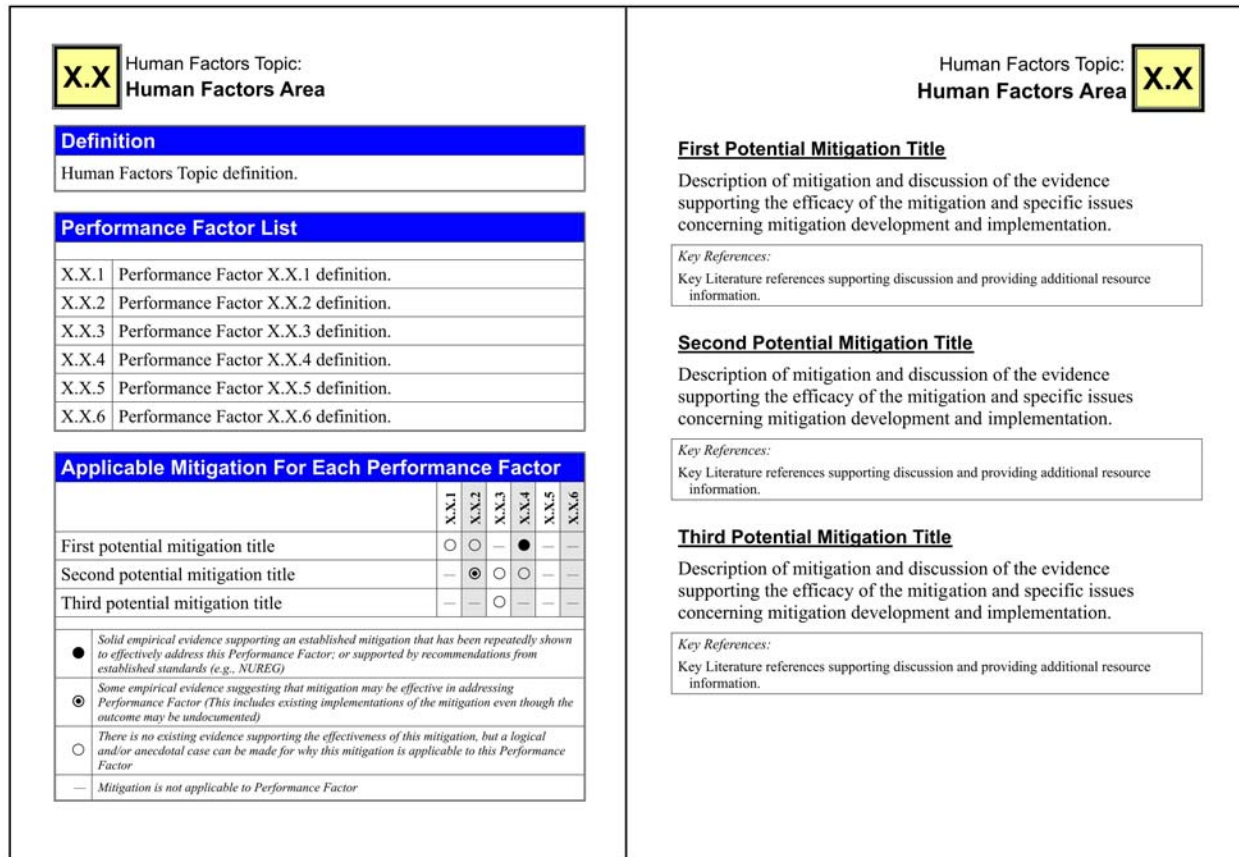 X.X
Human Factors Topic:
Human Factors Area
Definition
Human Factors Topic definition.
Performance Factor List
X.X.1 Performance Factor X.X.1 definition.
X.X.2 Performance Factor X.X.2 definition.
X.X.3 Performance Factor X.X.3 definition.
X.X.4 Performance Factor X.X.4 definition.
X.X.5 Performance Factor X.X.5 definition.
X.X.6 Performance Factor X.X.6 definition.
Applicable Mitigation For Each Performance Factor
X.X.1 X.X.2 X.X.3 X.X.4 X.X.5 X.X.6
First potential mitigation title ○ ○ — ● — —
Second potential mitigation title — ◉ ○ ○ — —
Third potential mitigation title — — ○ — — —
● Solid empirical evidence supporting an established mitigation that has been repeatedly shown
to effectively address this Performance Factor; or supported by recommendations from
established standards (e.g., NUREG)
◉ Some empirical evidence suggesting that mitigation may be effective in addressing
Performance Factor (This includes existing implementations of the mitigation even though the
outcome may be undocumented)
○ There is no existing evidence supporting the effectiveness of this mitigation, but a logical
and/or anecdotal case can be made for why this mitigation is applicable to this Performance
Factor
— Mitigation is not applicable to Performance Factor
Human Factors Topic:
Human Factors Area
X.X
First Potential Mitigation Title
Description of mitigation and discussion of the evidence
supporting the efficacy of the mitigation and specific issues
concerning mitigation development and implementation.
Key References:
Key Literature references supporting discussion and providing additional resource
information.
Second Potential Mitigation Title
Description of mitigation and discussion of the evidence
supporting the efficacy of the mitigation and specific issues
concerning mitigation development and implementation.
Key References:
Key Literature references supporting discussion and providing additional resource
information.
Third Potential Mitigation Title
Description of mitigation and discussion of the evidence
supporting the efficacy of the mitigation and specific issues
concerning mitigation development and implementation.
Key References:
Key Literature references supporting discussion and providing additional resource
information.